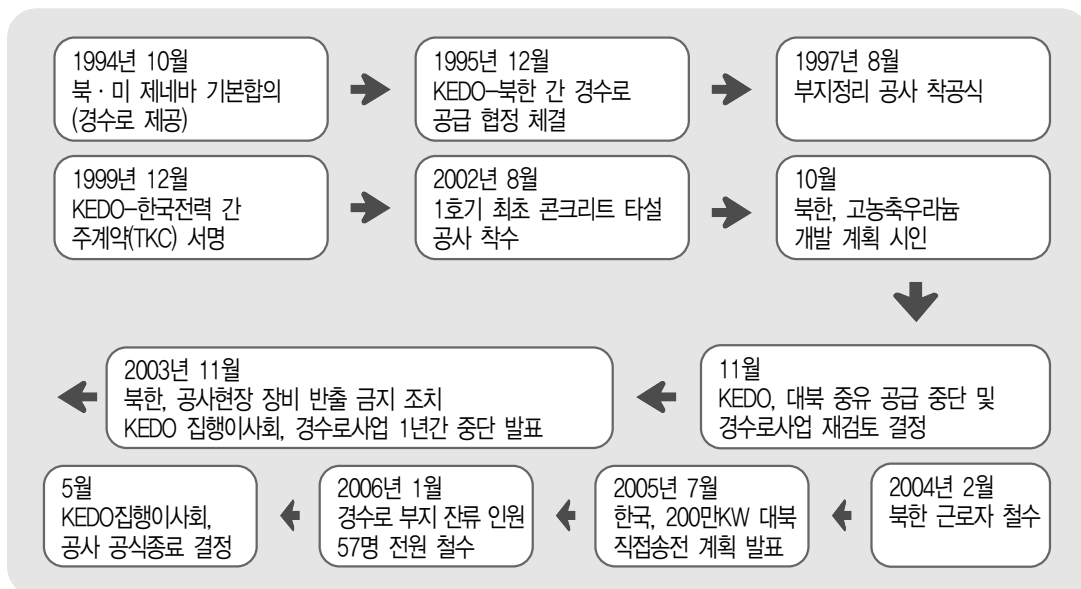 1994년 10월
북·미 제네바 기본합의
(경수로 제공)
1995년 12월
KEDO-북한 간 경수로
공급 협정 체결
1997년 8월
부지정리 공사 착공식
1999년 12월
KEDO-한국전력 간
주계약(TKC) 서명
2002년 8월
1호기 최초 콘크리트 타설
공사 착수
10월
북한, 고농축우라늄
개발 계획 시인
11월
KEDO, 대북 중유 공급 중단 및
경수로사업 재검토 결정
2003년 11월
북한, 공사현장 장비 반출 금지 조치
KEDO 집행이사회, 경수로사업 1년간 중단 발표
2004년 2월
북한 근로자 철수
2005년 7월
한국, 200만KW 대북
직접송전 계획 발표
2006년 1월
경수로 부지 잔류 인원
57명 전원 철수
5월
KEDO집행이사회,
공사 공식종료 결정